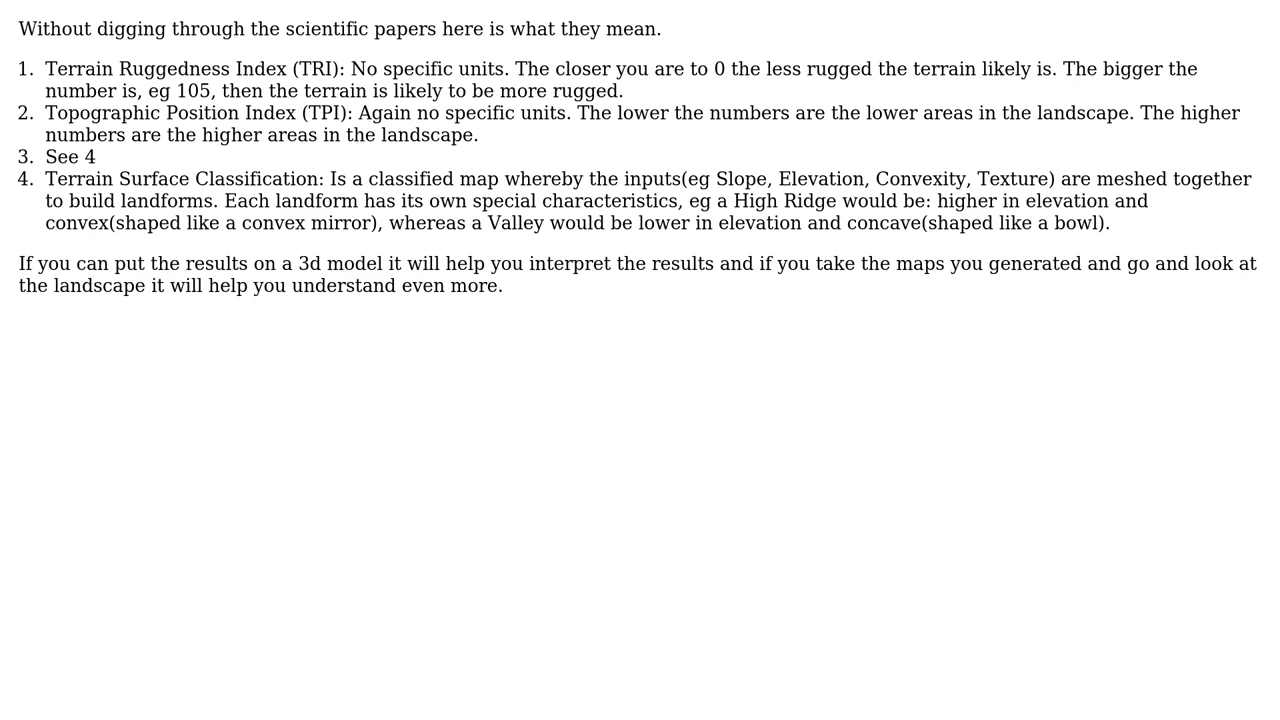 Without digging through the scientific papers here is what they mean.
1. Terrain Ruggedness Index (TRI): No specific units. The closer you are to 0 the less rugged the terrain likely is. The bigger the
number is, eg 105, then the terrain is likely to be more rugged.
2. Topographic Position Index (TPI): Again no specific units. The lower the numbers are the lower areas in the landscape. The higher
numbers are the higher areas in the landscape.
3. See 4
4. Terrain Surface Classification: Is a classified map whereby the inputs(eg Slope, Elevation, Convexity, Texture) are meshed together
to build landforms. Each landform has its own special characteristics, eg a High Ridge would be: higher in elevation and
convex(shaped like a convex mirror), whereas a Valley would be lower in elevation and concave(shaped like a bowl).
If you can put the results on a 3d model it will help you interpret the results and if you take the maps you generated and go and look at
the landscape it will help you understand even more.